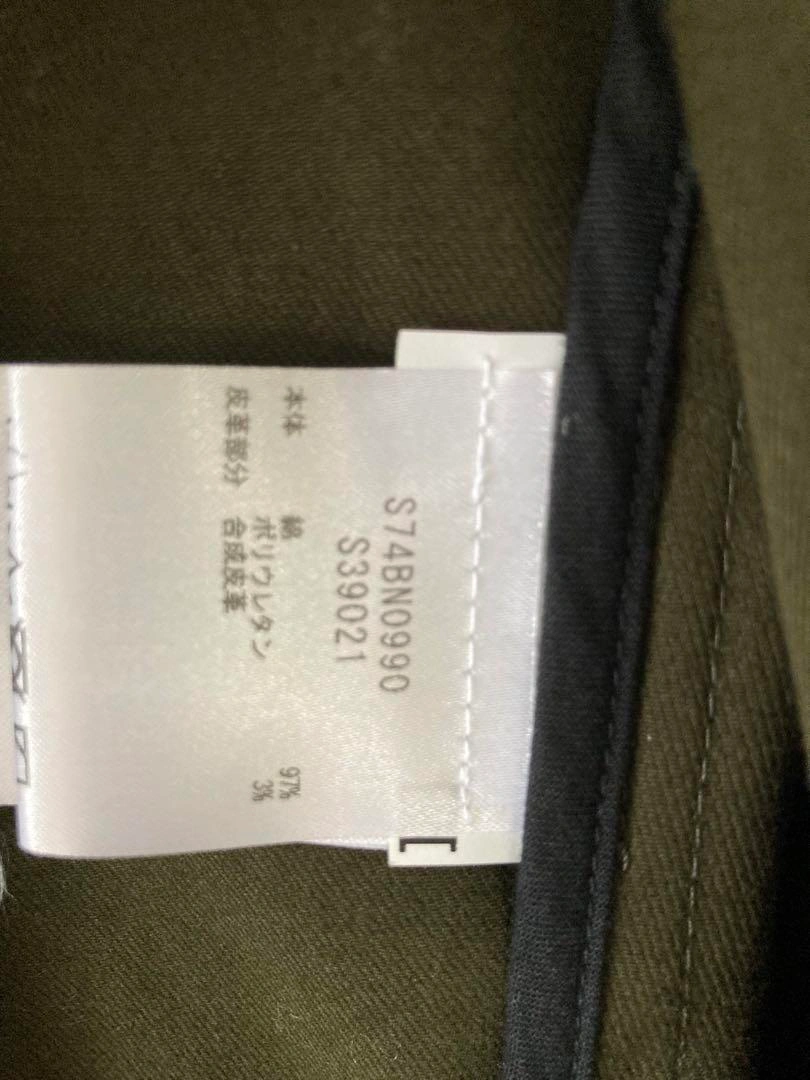 S74BN0990
S39021
本体 綿 97%
ポリウレタン 3%
皮革部分 合成皮革